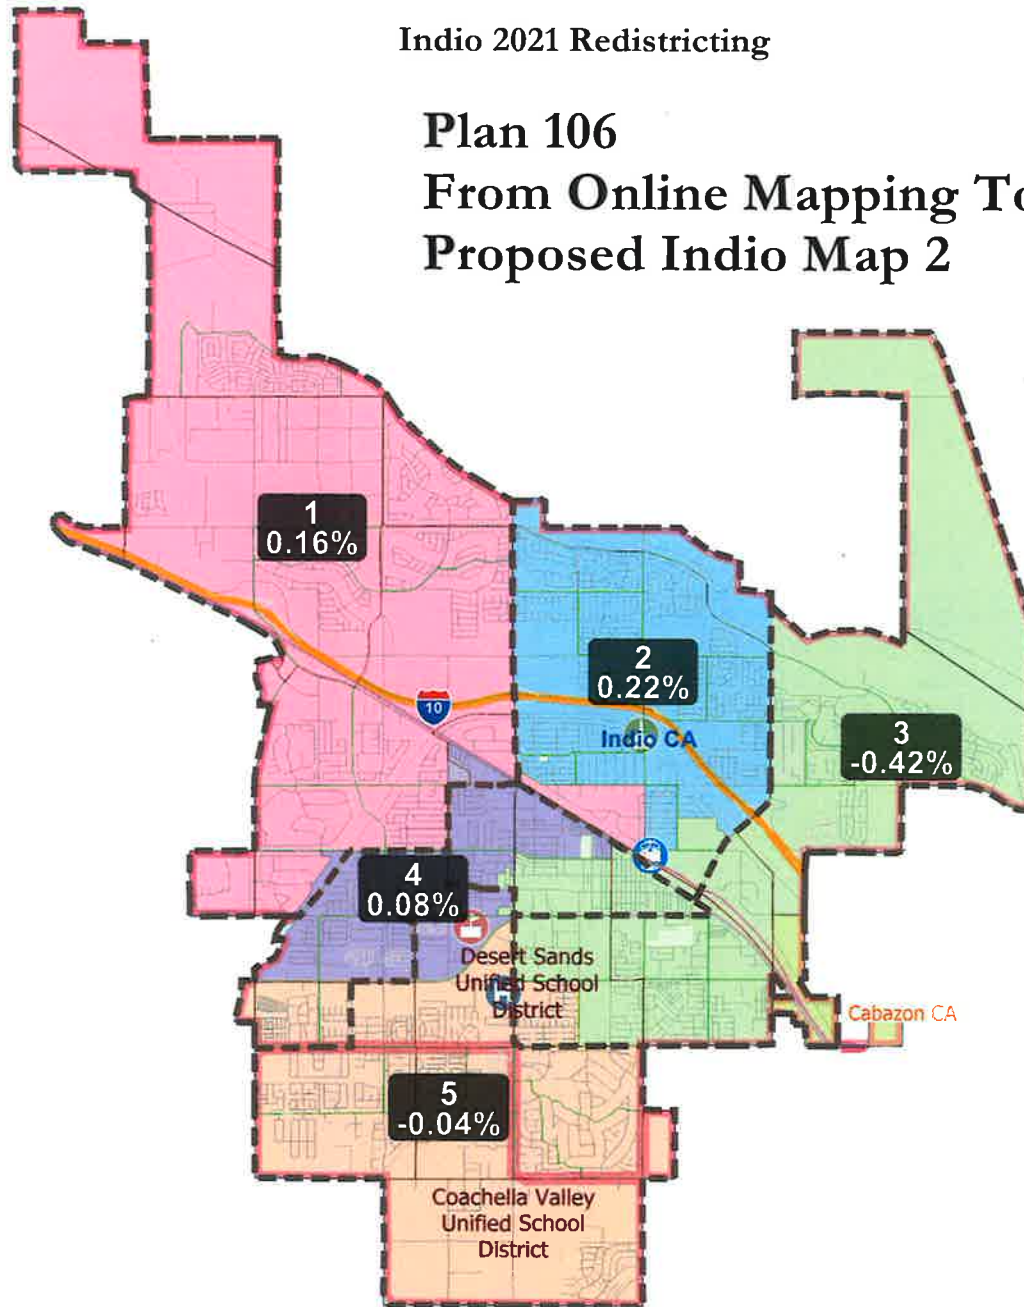 Indio 2021 Redistricting
Plan 106
From Online Mapping To
Proposed Indio Map 2
1
0.16%
2
0.22%
10
Indio CA
3
-0.42%
4
0.08%
Desert Sands
Unified School
District
Cabazon CA
5
-0.04%
Coachella Valley
Unified School
District